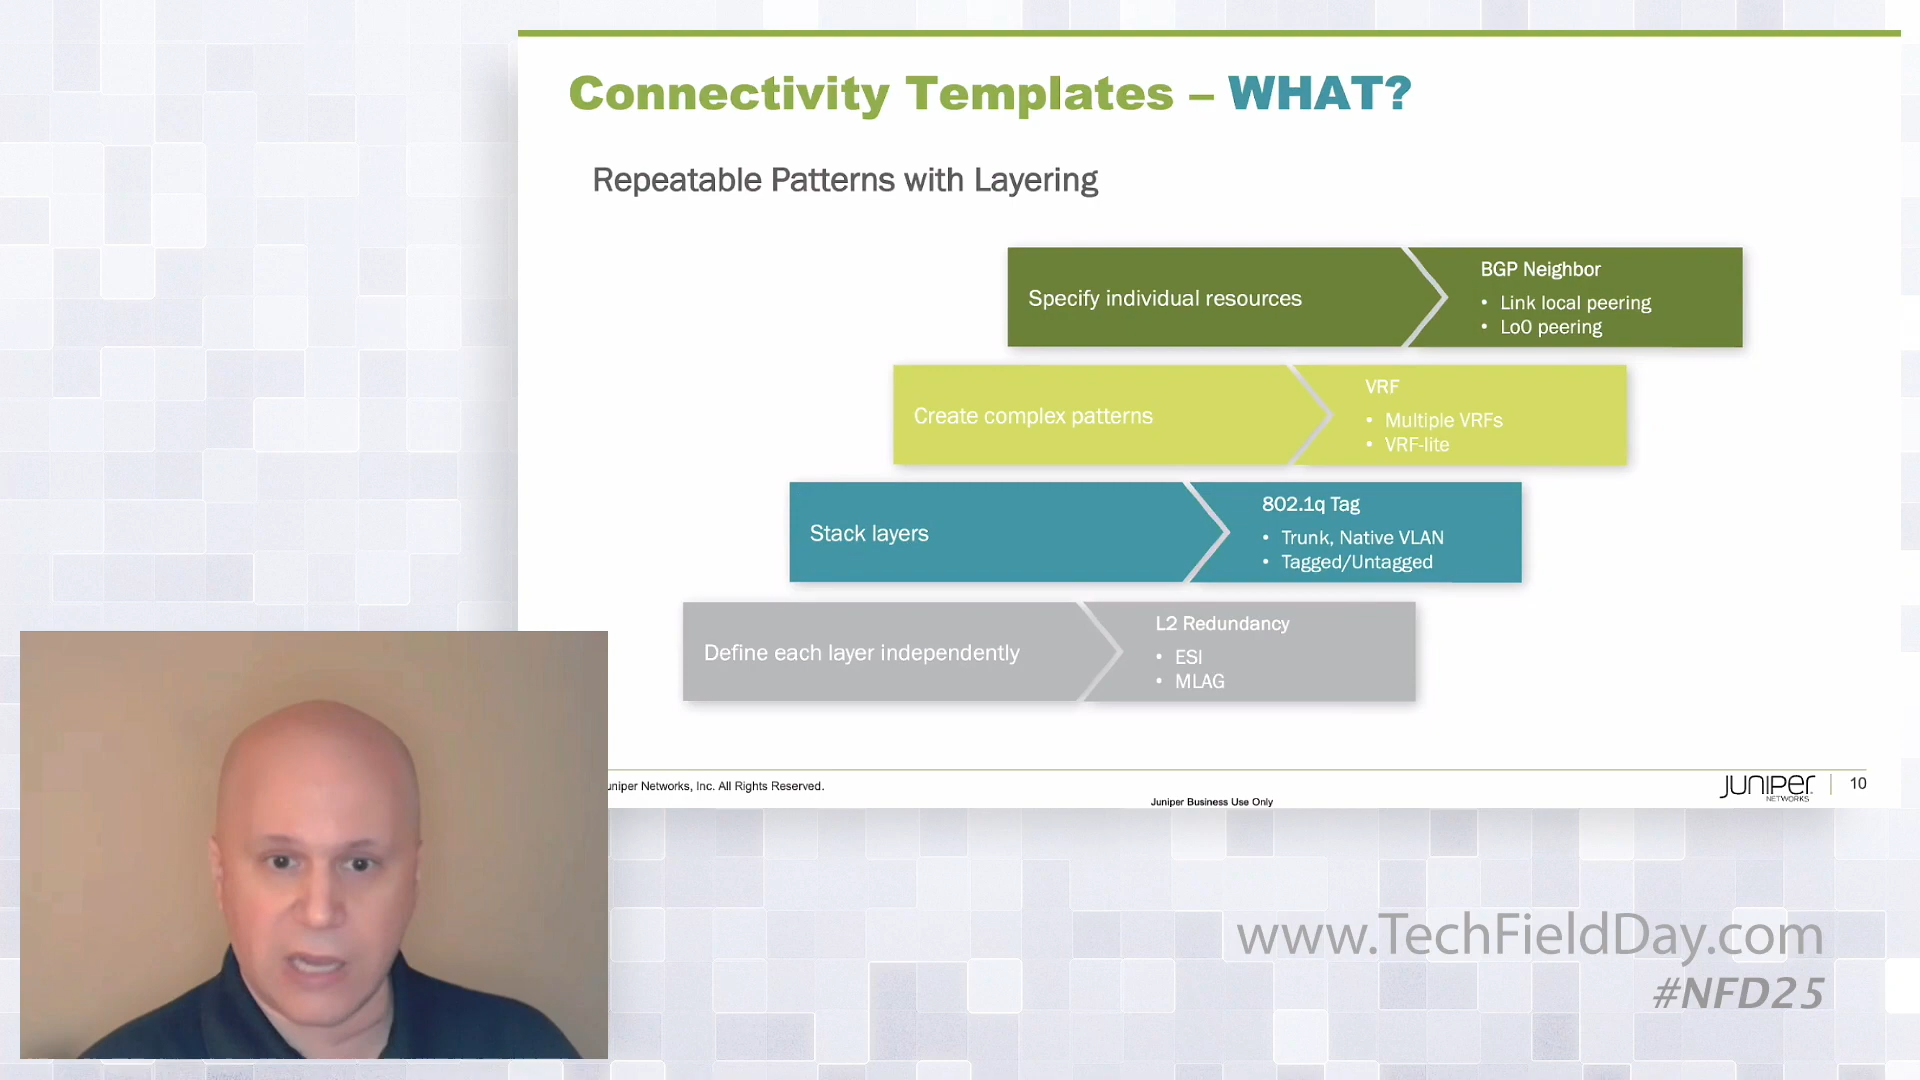 Connectivity Templates – WHAT?
Repeatable Patterns with Layering
Specify individual resources
BGP Neighbor
• Link local peering
• Lo0 peering
Create complex patterns
VRF
• Multiple VRFs
• VRF-lite
Stack layers
802.1q Tag
• Trunk, Native VLAN
• Tagged/Untagged
Define each layer independently
L2 Redundancy
• ESI
• MLAG
Networks, Inc. All Rights Reserved.
Juniper Business Use Only
JUNIPER
NETWORKS
10
www.TechFieldDay.com
#NFD25